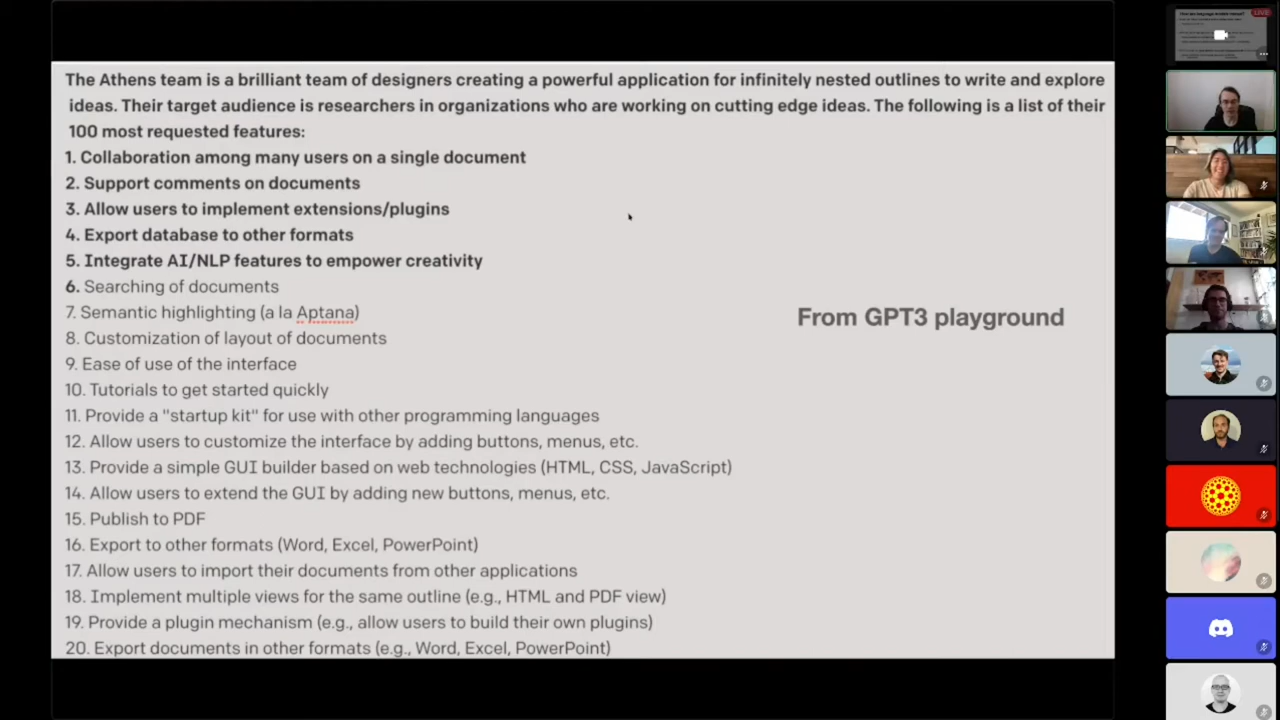 The Athens team is a brilliant team of designers creating a powerful application for infinitely nested outlines to write and explore
ideas. Their target audience is researchers in organizations who are working on cutting edge ideas. The following is a list of their
100 most requested features:
1. Collaboration among many users on a single document
2. Support comments on documents
3. Allow users to implement extensions/plugins
4. Export database to other formats
5. Integrate AI/NLP features to empower creativity
6. Searching of documents
7. Semantic highlighting (a la Aptana)
8. Customization of layout of documents
9. Ease of use of the interface
10. Tutorials to get started quickly
11. Provide a "startup kit" for use with other programming languages
12. Allow users to customize the interface by adding buttons, menus, etc.
13. Provide a simple GUI builder based on web technologies (HTML, CSS, JavaScript)
14. Allow users to extend the GUI by adding new buttons, menus, etc.
15. Publish to PDF
16. Export to other formats (Word, Excel, PowerPoint)
17. Allow users to import their documents from other applications
18. Implement multiple views for the same outline (e.g., HTML and PDF view)
19. Provide a plugin mechanism (e.g., allow users to build their own plugins)
20. Export documents in other formats (e.g., Word, Excel, PowerPoint)
From GPT3 playground
LIVE